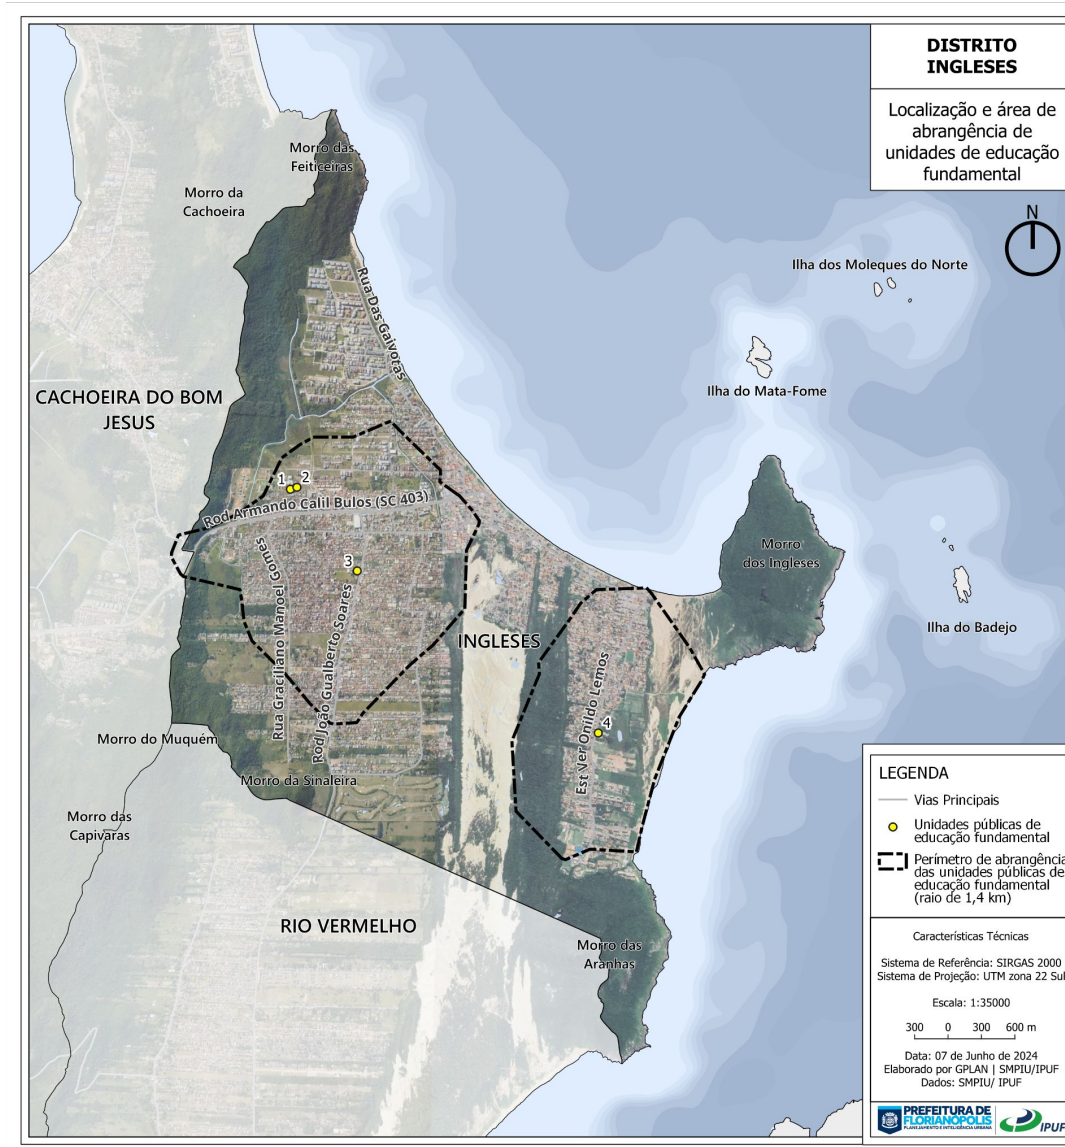 DISTRITO
INGLESES
Localização e área de
abrangência de
unidades de educação
fundamental
N
Morro das
Feiticeiras
Morro da
Cachoeira
Ilha dos Moleques do Norte
Rua Das Gaivotas
Ilha do Mata-Fome
CACHOEIRA DO BOM
JESUS
1
2
Rod Armando Calil Bulos (SC 403)
3
Morro
dos Ingleses
Rua Graciliano Manoel Gomes
Rod João Gualberto Soares
INGLESES
Ilha do Badejo
Est Ver Onildo Lemos
4
Morro do Muquém
Morro da Sinaleira
Morro das
Capivaras
RIO VERMELHO
Morro das
Aranhas
LEGENDA
Vias Principais
Unidades públicas de
educação fundamental
Perímetro de abrangência
das unidades públicas de
educação fundamental
(raio de 1,4 km)
Características Técnicas
Sistema de Referência: SIRGAS 2000
Sistema de Projeção: UTM zona 22 Sul
Escala: 1:35000
300 0 300 600 m
Data: 07 de Junho de 2024
Elaborado por GPLAN | SMPIU/IPUF
Dados: SMPIU/ IPUF
PREFEITURA DE
FLORIANÓPOLIS
PLANEJAMENTO E INTELIGÊNCIA URBANA
IPUF